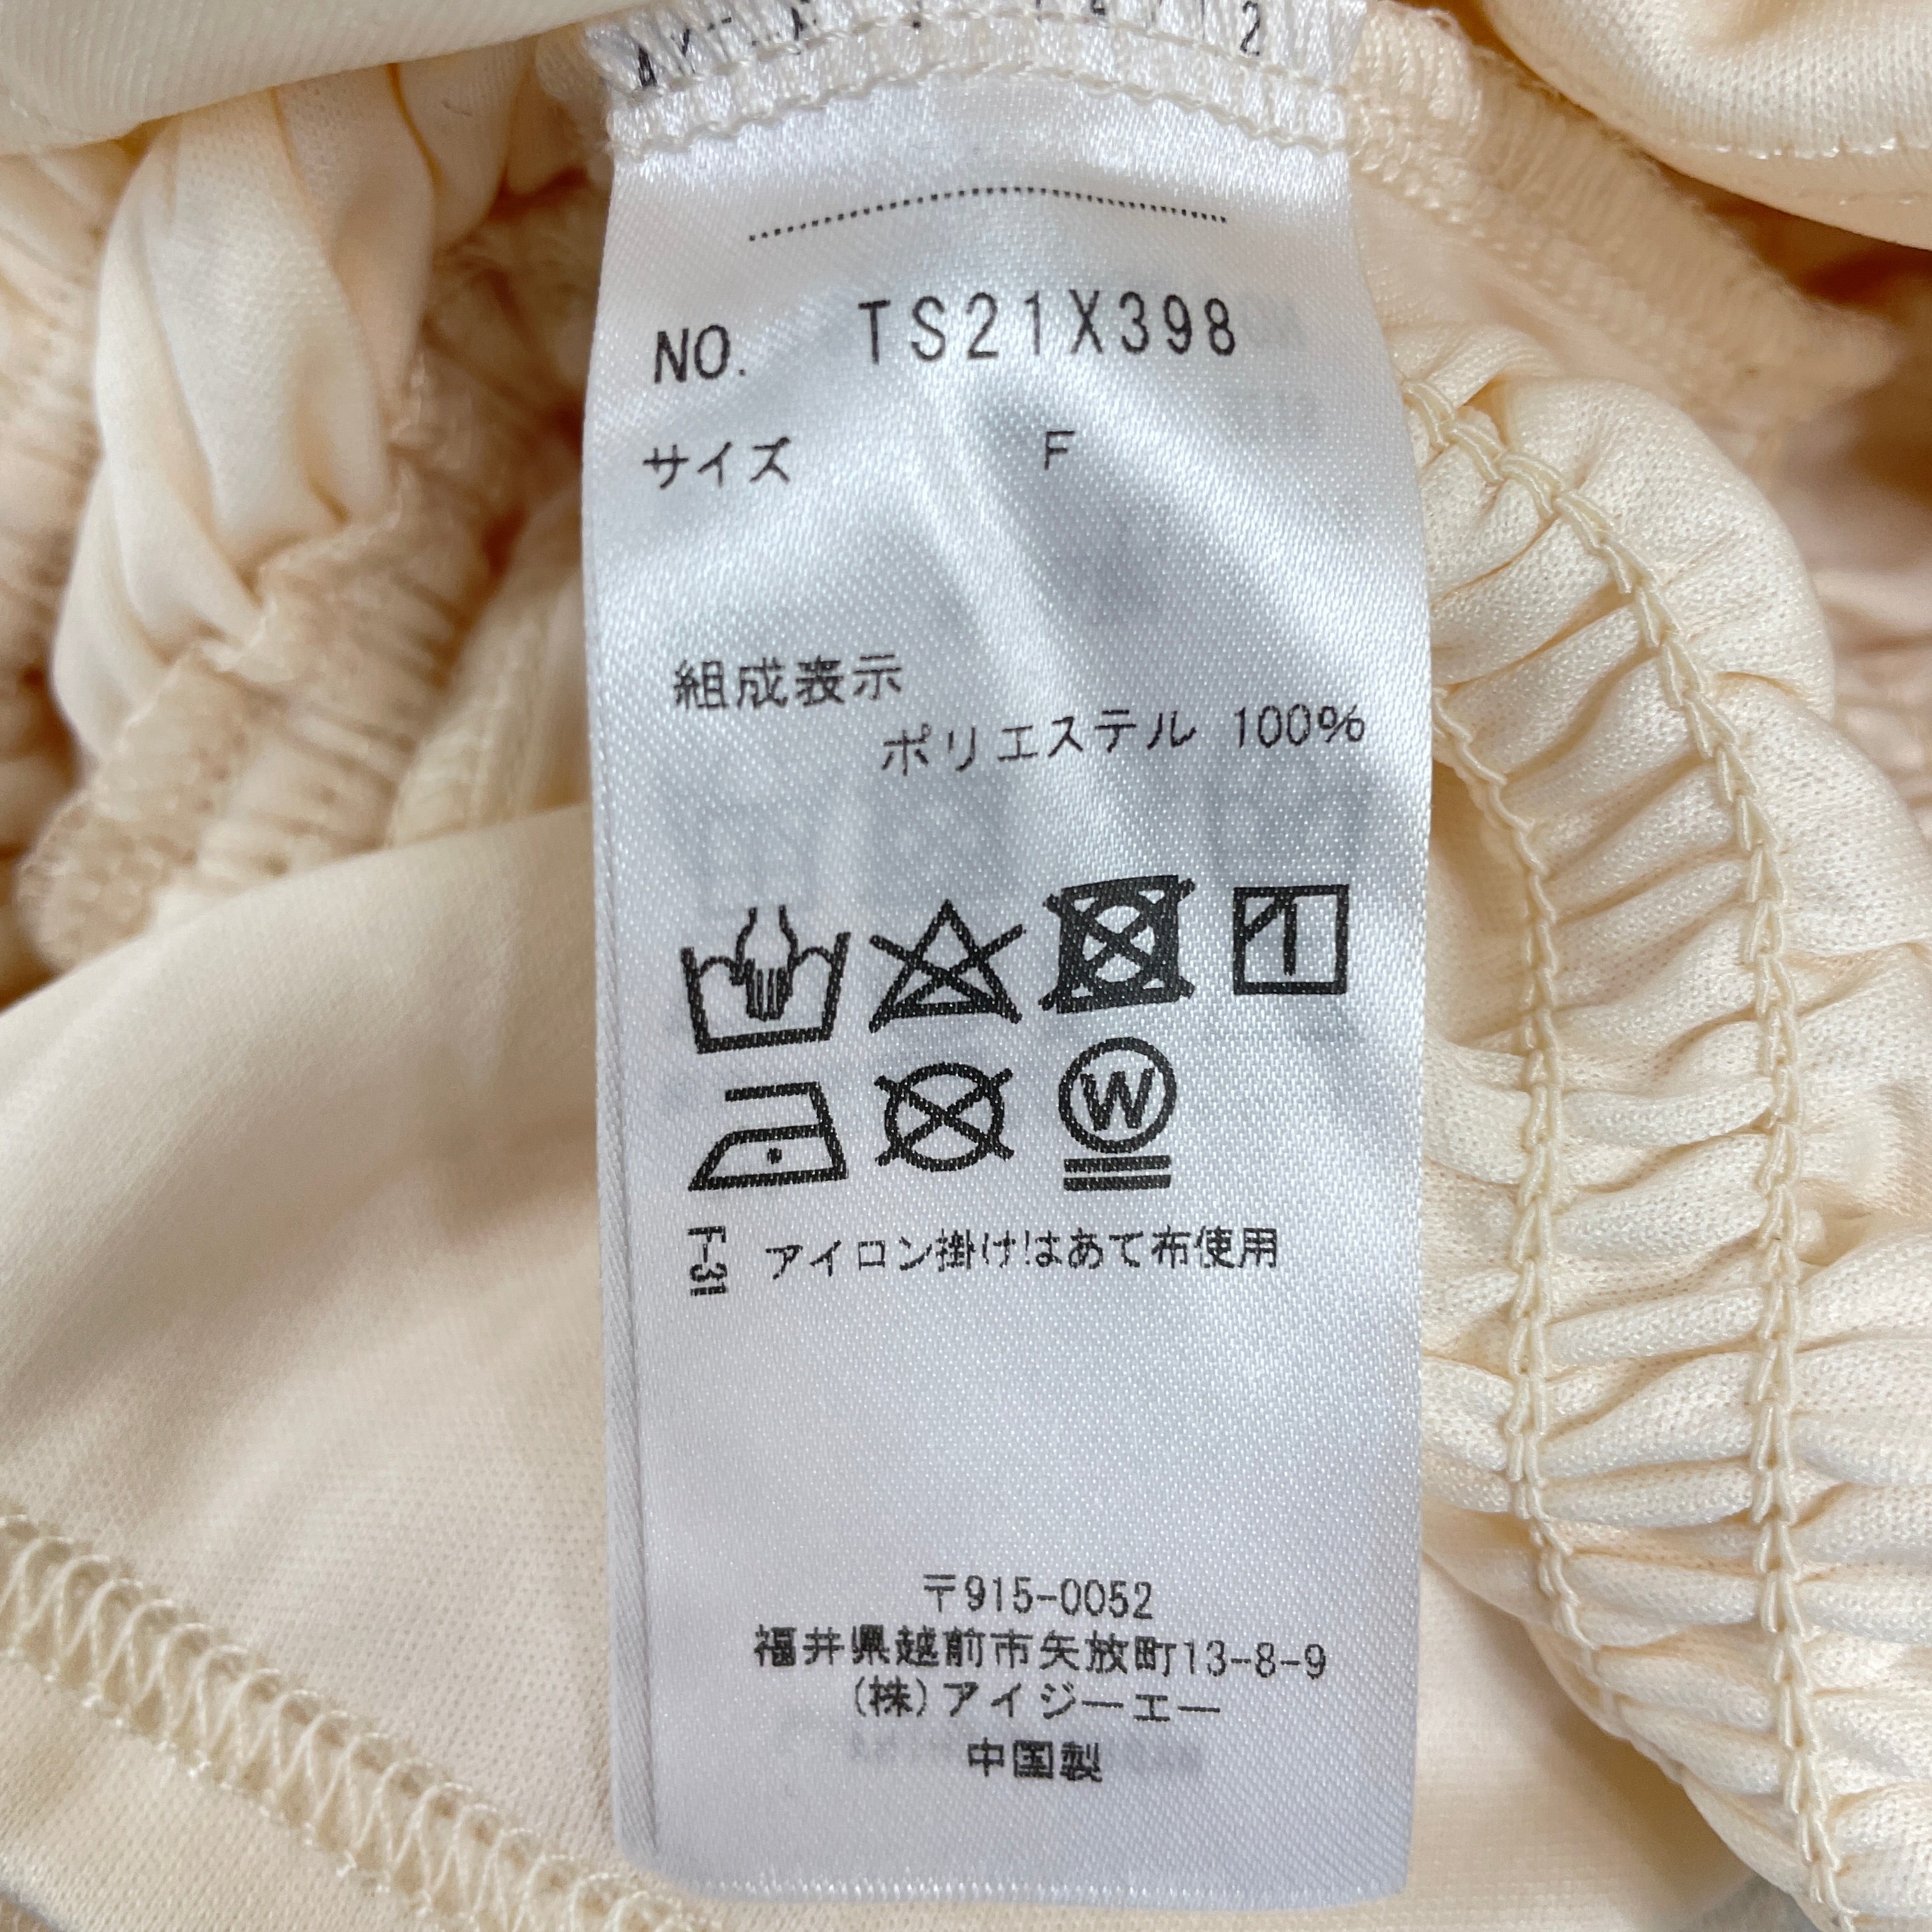 NO. TS21X398
サイズ F
組成表示
ポリエステル 100%
W
F-31 アイロン掛けはあて布使用
〒915-0052
福井県越前市矢放町13-8-9
(株)アイジーエー
中国製